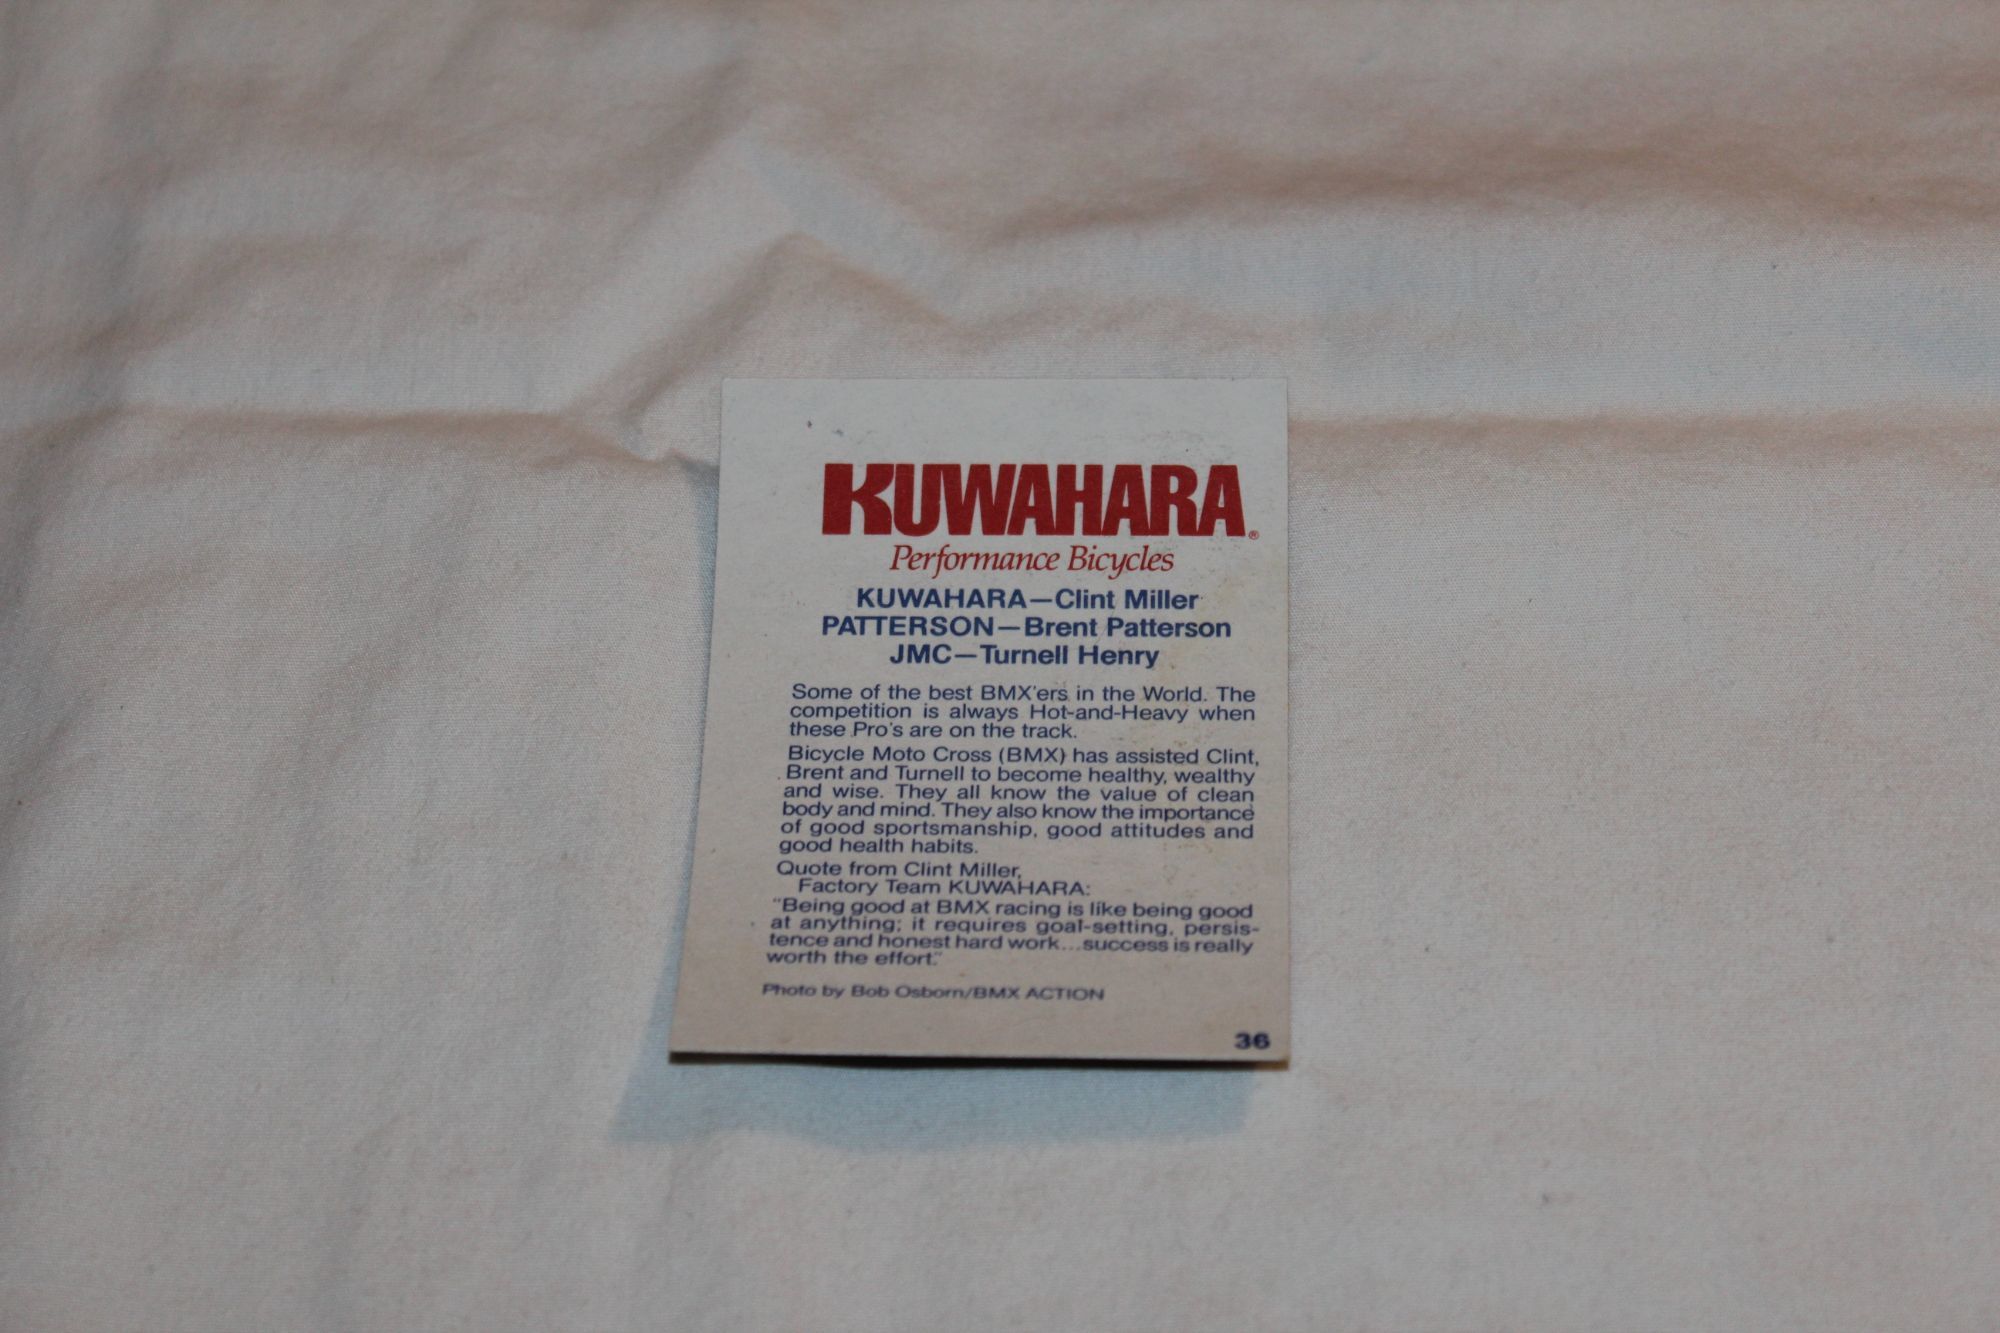 KUWAHARA®
Performance Bicycles
KUWAHARA—Clint Miller
PATTERSON—Brent Patterson
JMC—Turnell Henry
Some of the best BMX'ers in the World. The
competition is always Hot-and-Heavy when
these Pro's are on the track.
Bicycle Moto Cross (BMX) has assisted Clint,
Brent and Turnell to become healthy, wealthy
and wise. They all know the value of clean
body and mind. They also know the importance
of good sportsmanship, good attitudes and
good health habits.
Quote from Clint Miller,
Factory Team KUWAHARA:
"Being good at BMX racing is like being good
at anything; it requires goal-setting, persis-
tence and honest hard work...success is really
worth the effort."
Photo by Bob Osborn/BMX ACTION
36